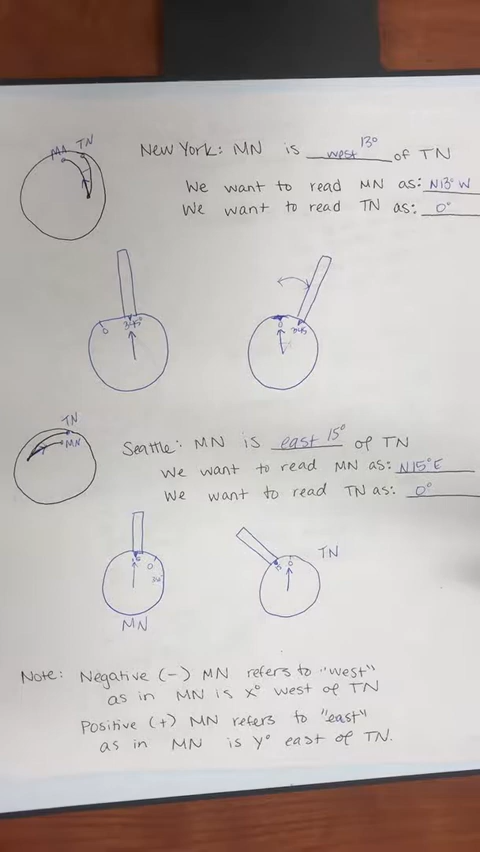 MN TN
New York: MN is west 13° of TN
We want to read MN as: N13°W
We want to read TN as: 0°
0 345°
0 345
TN
MN
Seattle: MN is east 15° of TN
We want to read MN as: N15°E
We want to read TN as: 0°
0
0
TN
MN
Note: Negative (-) MN refers to "west"
as in MN is x° west of TN
Positive (+) MN refers to "east"
as in MN is y° east of TN.